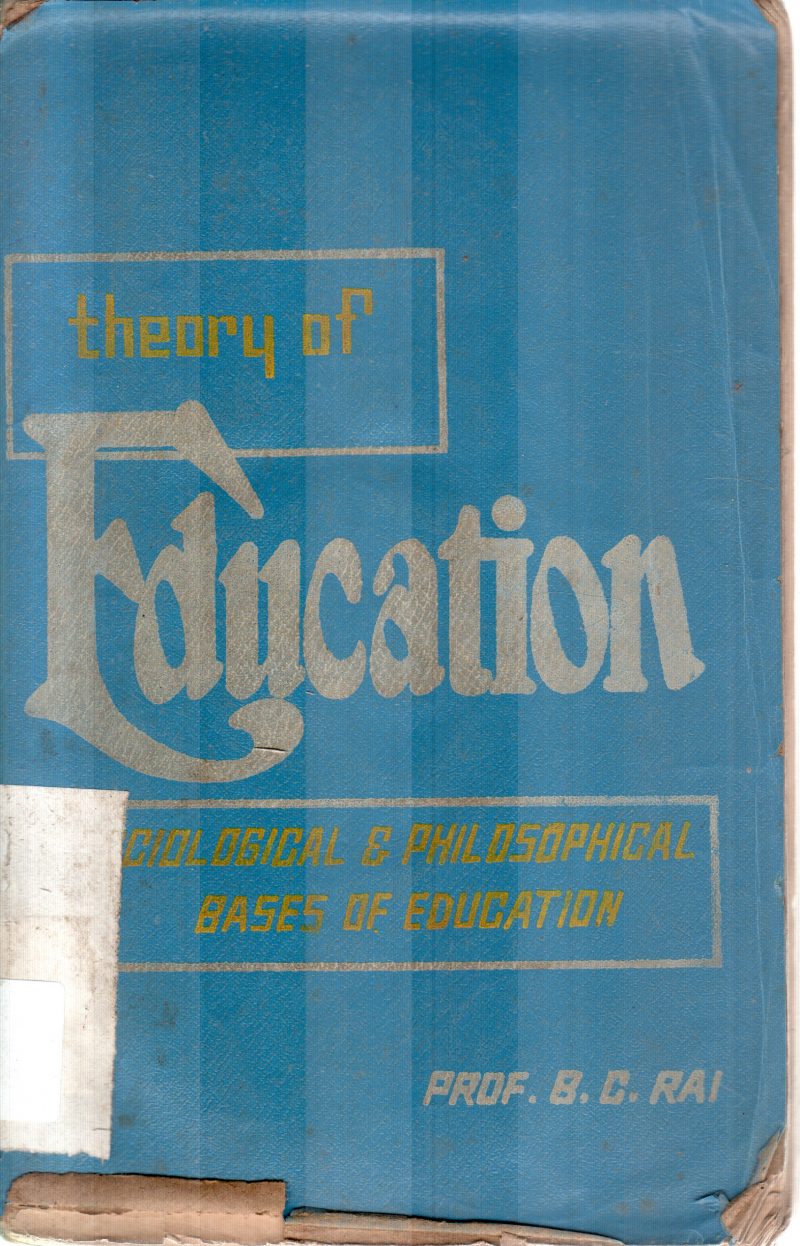 theory of
Education
CIOLOGICAL & PHILOSOPHICAL
BASES OF EDUCATION
PROF. B. C. RAI